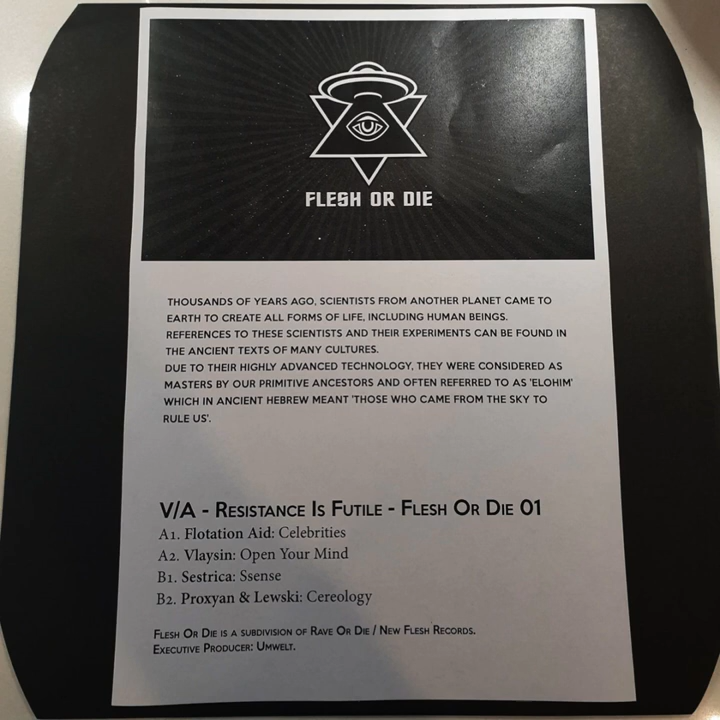 FLESH OR DIE
THOUSANDS OF YEARS AGO, SCIENTISTS FROM ANOTHER PLANET CAME TO
EARTH TO CREATE ALL FORMS OF LIFE, INCLUDING HUMAN BEINGS.
REFERENCES TO THESE SCIENTISTS AND THEIR EXPERIMENTS CAN BE FOUND IN
THE ANCIENT TEXTS OF MANY CULTURES.
DUE TO THEIR HIGHLY ADVANCED TECHNOLOGY, THEY WERE CONSIDERED AS
MASTERS BY OUR PRIMITIVE ANCESTORS AND OFTEN REFERRED TO AS 'ELOHIM'
WHICH IN ANCIENT HEBREW MEANT 'THOSE WHO CAME FROM THE SKY TO
RULE US'.
V/A - RESISTANCE IS FUTILE - FLESH OR DIE 01
A1. Flotation Aid: Celebrities
A2. Vlaysin: Open Your Mind
B1. Sestrica: Ssense
B2. Proxyan & Lewski: Cereology
FLESH OR DIE IS A SUBDIVISION OF RAVE OR DIE / NEW FLESH RECORDS.
EXECUTIVE PRODUCER: UMWELT.